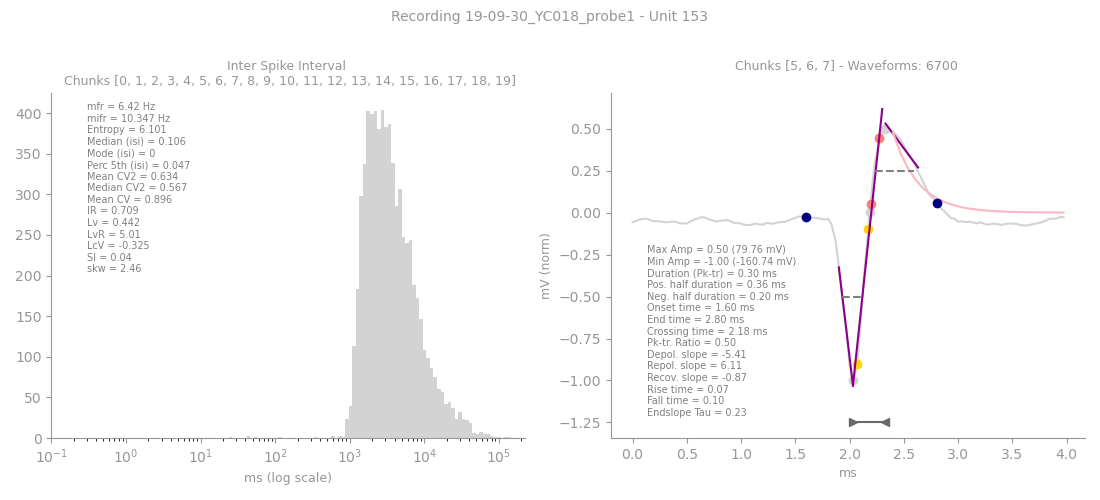 Recording 19-09-30_YC018_probe1 - Unit 153
Inter Spike Interval
Chunks [0, 1, 2, 3, 4, 5, 6, 7, 8, 9, 10, 11, 12, 13, 14, 15, 16, 17, 18, 19]
400
350
300
250
200
150
100
50
0
mfr = 6.42 Hz
mifr = 10.347 Hz
Entropy = 6.101
Median (isi) = 0.106
Mode (isi) = 0
Perc 5th (isi) = 0.047
Mean CV2 = 0.634
Median CV2 = 0.567
Mean CV = 0.896
IR = 0.709
Lv = 0.442
LvR = 5.01
LcV = -0.325
SI = 0.04
skw = 2.46
10⁻¹ 10⁰ 10¹ 10² 10³ 10⁴ 10⁵
ms (log scale)
Chunks [5, 6, 7] - Waveforms: 6700
mV (norm)
0.50
0.25
0.00
−0.25
−0.50
−0.75
−1.00
−1.25
Max Amp = 0.50 (79.76 mV)
Min Amp = -1.00 (-160.74 mV)
Duration (Pk-tr) = 0.30 ms
Pos. half duration = 0.36 ms
Neg. half duration = 0.20 ms
Onset time = 1.60 ms
End time = 2.80 ms
Crossing time = 2.18 ms
Pk-tr. Ratio = 0.50
Depol. slope = -5.41
Repol. slope = 6.11
Recov. slope = -0.87
Rise time = 0.07
Fall time = 0.10
Endslope Tau = 0.23
0.0 0.5 1.0 1.5 2.0 2.5 3.0 3.5 4.0
ms